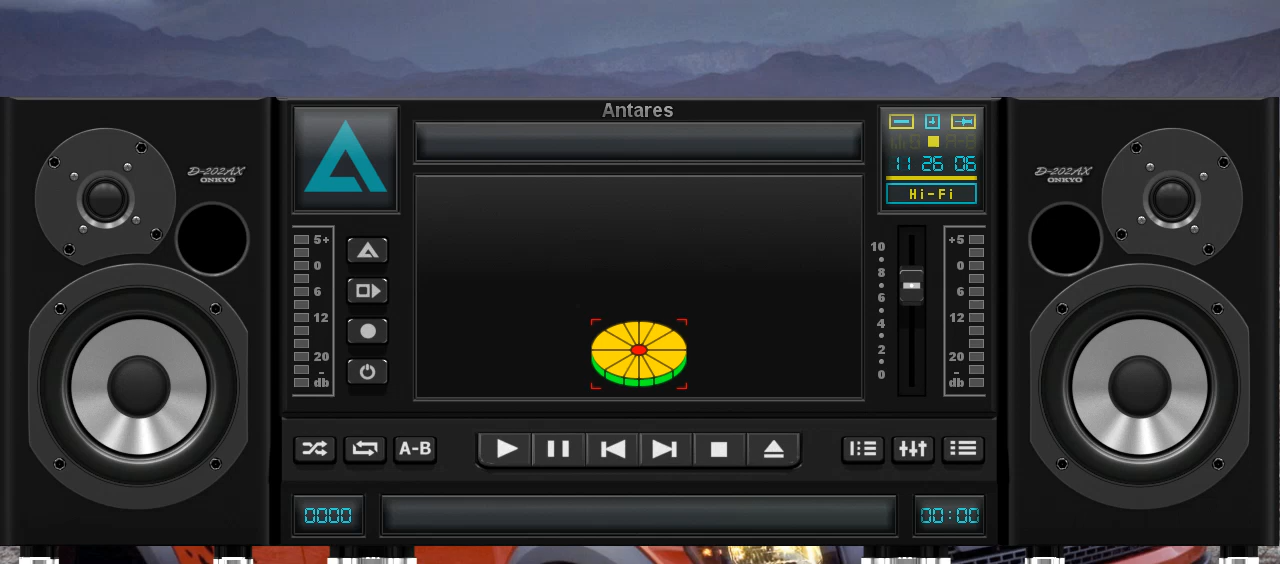 Antares
D-202AX
ONKYO
D-202AX
ONKYO
A-B
11 26 06
Hi-Fi
5+
0
6
12
20
-
db
10
8
6
4
2
0
+5
0
6
12
20
-
db
A-B
0000
00:00